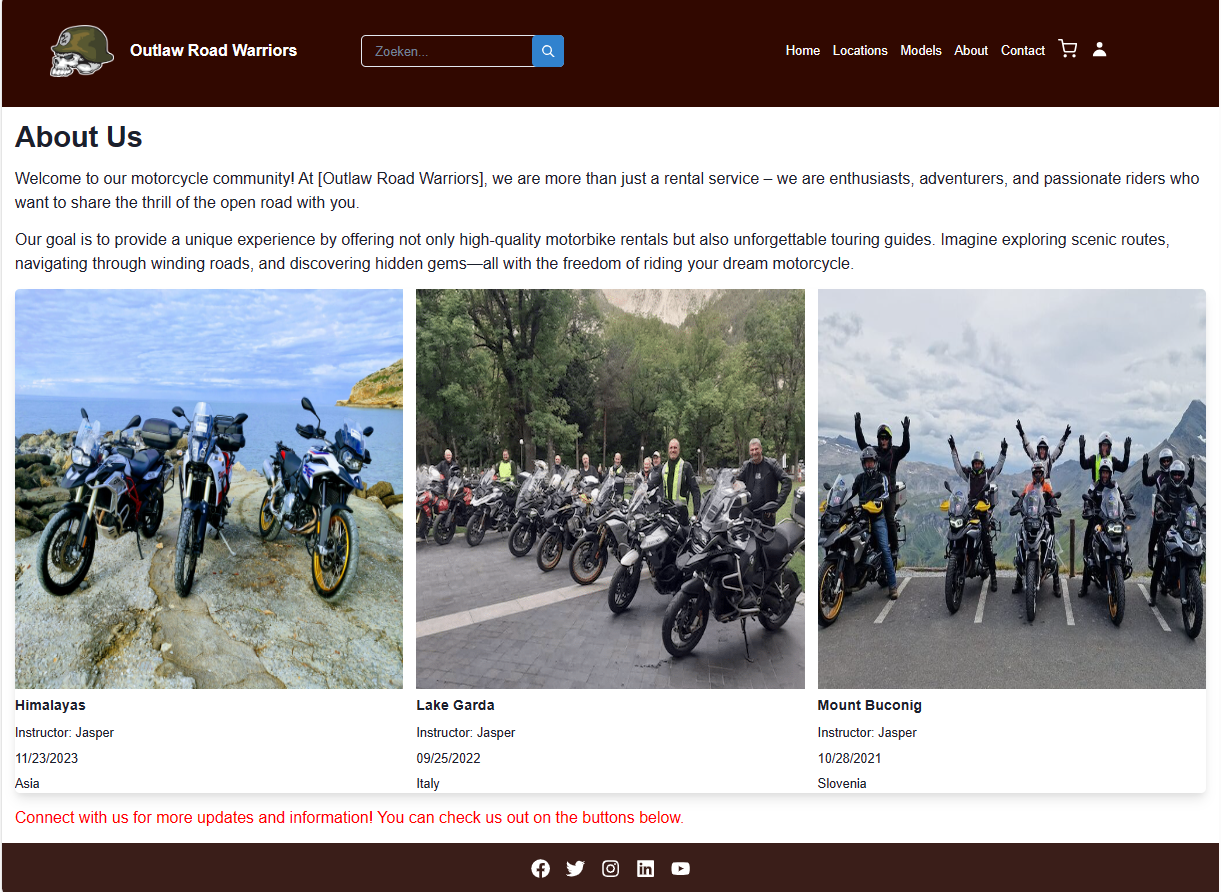 Outlaw Road Warriors
Zoeken...
Home Locations Models About Contact
About Us
Welcome to our motorcycle community! At [Outlaw Road Warriors], we are more than just a rental service – we are enthusiasts, adventurers, and passionate riders who
want to share the thrill of the open road with you.
Our goal is to provide a unique experience by offering not only high-quality motorbike rentals but also unforgettable touring guides. Imagine exploring scenic routes,
navigating through winding roads, and discovering hidden gems—all with the freedom of riding your dream motorcycle.
Himalayas
Instructor: Jasper
11/23/2023
Asia
Lake Garda
Instructor: Jasper
09/25/2022
Italy
Mount Buconig
Instructor: Jasper
10/28/2021
Slovenia
Connect with us for more updates and information! You can check us out on the buttons below.